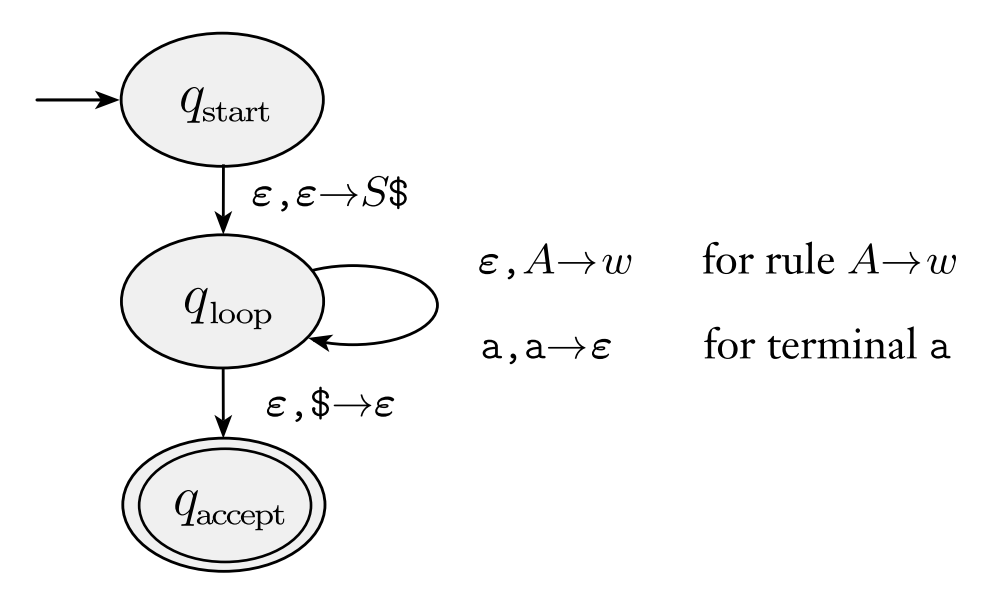 q_start
ε,ε→S$
ε,A→w for rule A→w
q_loop
a,a→ε for terminal a
ε,$→ε
q_accept